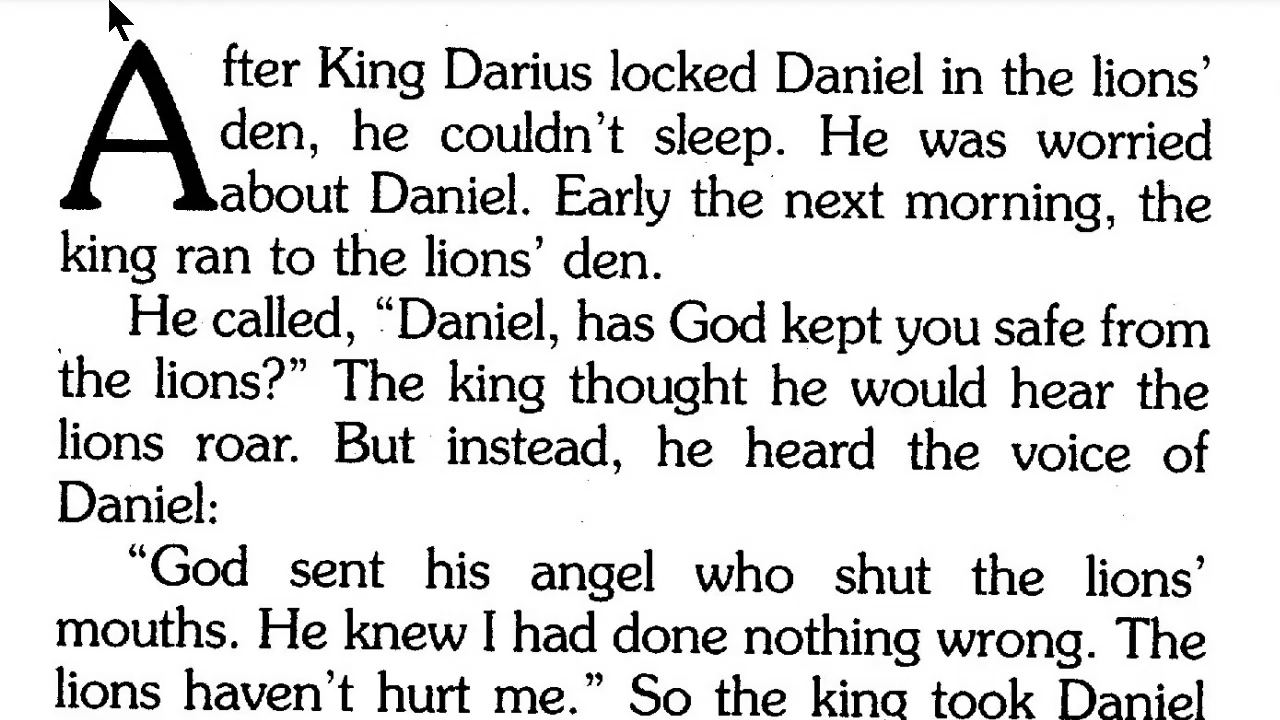 After King Darius locked Daniel in the lions’
den, he couldn’t sleep. He was worried
about Daniel. Early the next morning, the
king ran to the lions’ den.
He called, “Daniel, has God kept you safe from
the lions?” The king thought he would hear the
lions roar. But instead, he heard the voice of
Daniel:
“God sent his angel who shut the lions’
mouths. He knew I had done nothing wrong. The
lions haven’t hurt me.” So the king took Daniel